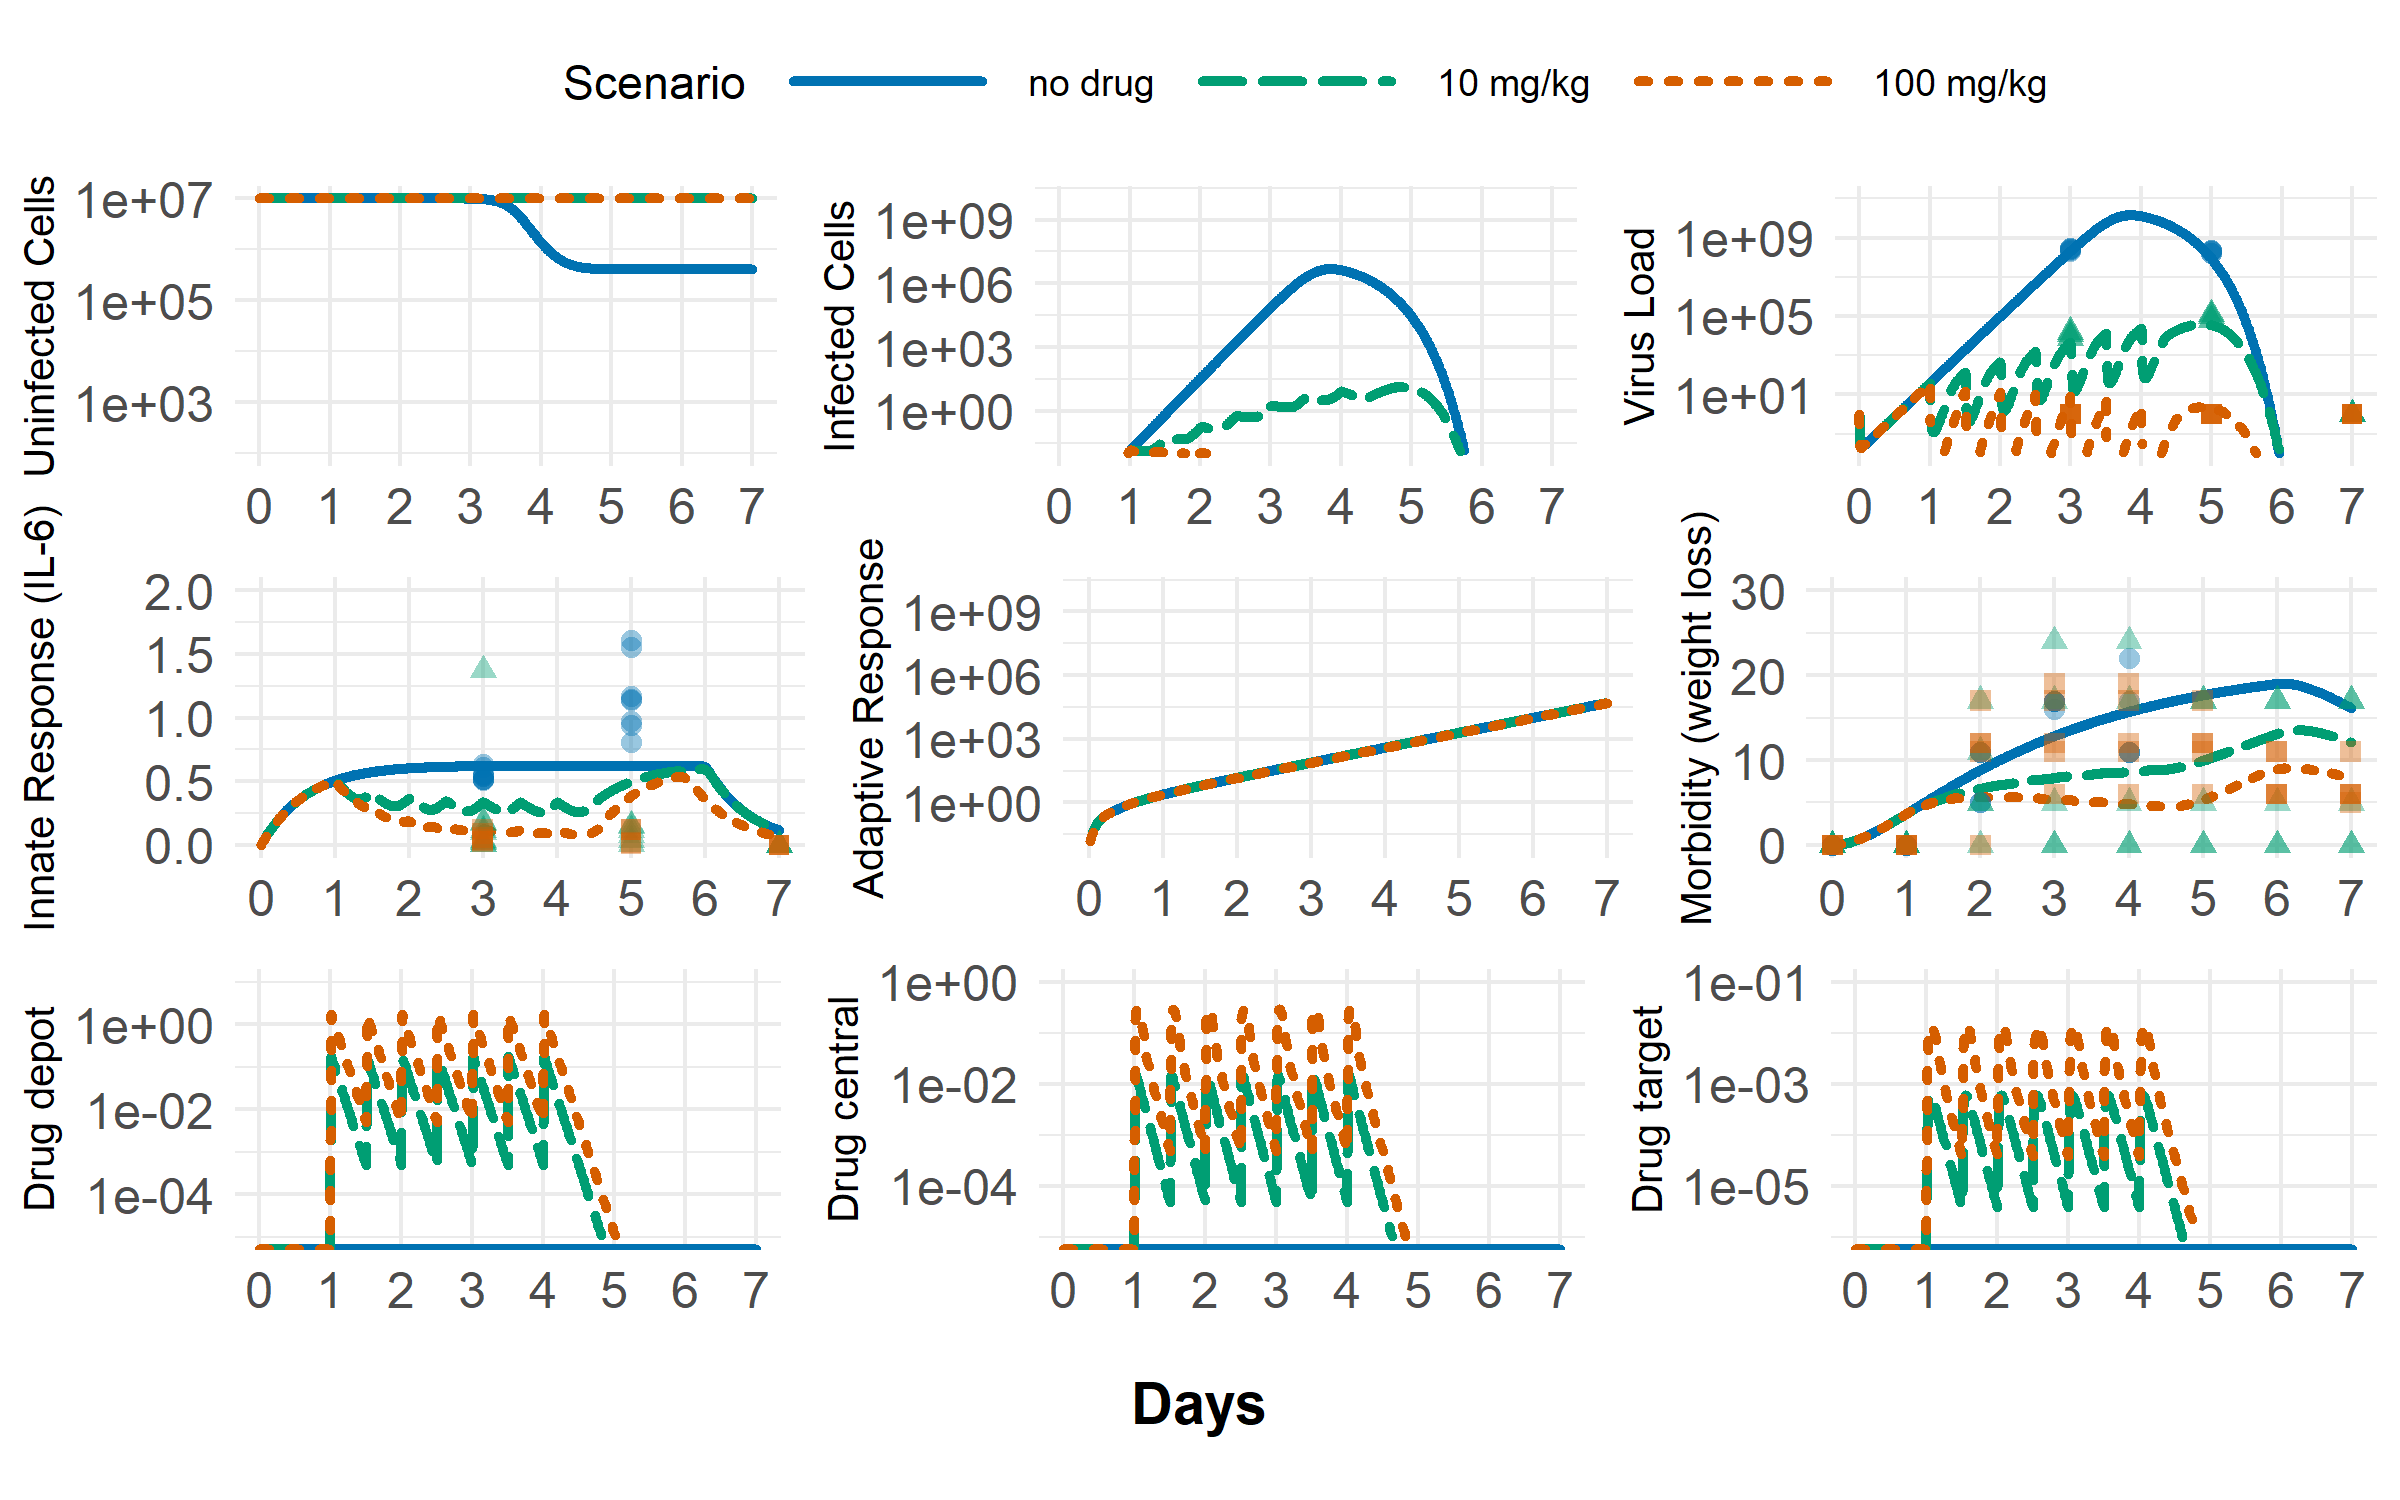 Scenario no drug 10 mg/kg 100 mg/kg
Uninfected Cells
1e+07
1e+05
1e+03
0 1 2 3 4 5 6 7
Infected Cells
1e+09
1e+06
1e+03
1e+00
0 1 2 3 4 5 6 7
Virus Load
1e+09
1e+05
1e+01
0 1 2 3 4 5 6 7
Innate Response (IL-6)
2.0
1.5
1.0
0.5
0.0
0 1 2 3 4 5 6 7
Adaptive Response
1e+09
1e+06
1e+03
1e+00
0 1 2 3 4 5 6 7
Morbidity (weight loss)
30
20
10
0
0 1 2 3 4 5 6 7
Drug depot
1e+00
1e-02
1e-04
0 1 2 3 4 5 6 7
Drug central
1e+00
1e-02
1e-04
0 1 2 3 4 5 6 7
Drug target
1e-01
1e-03
1e-05
0 1 2 3 4 5 6 7
Days